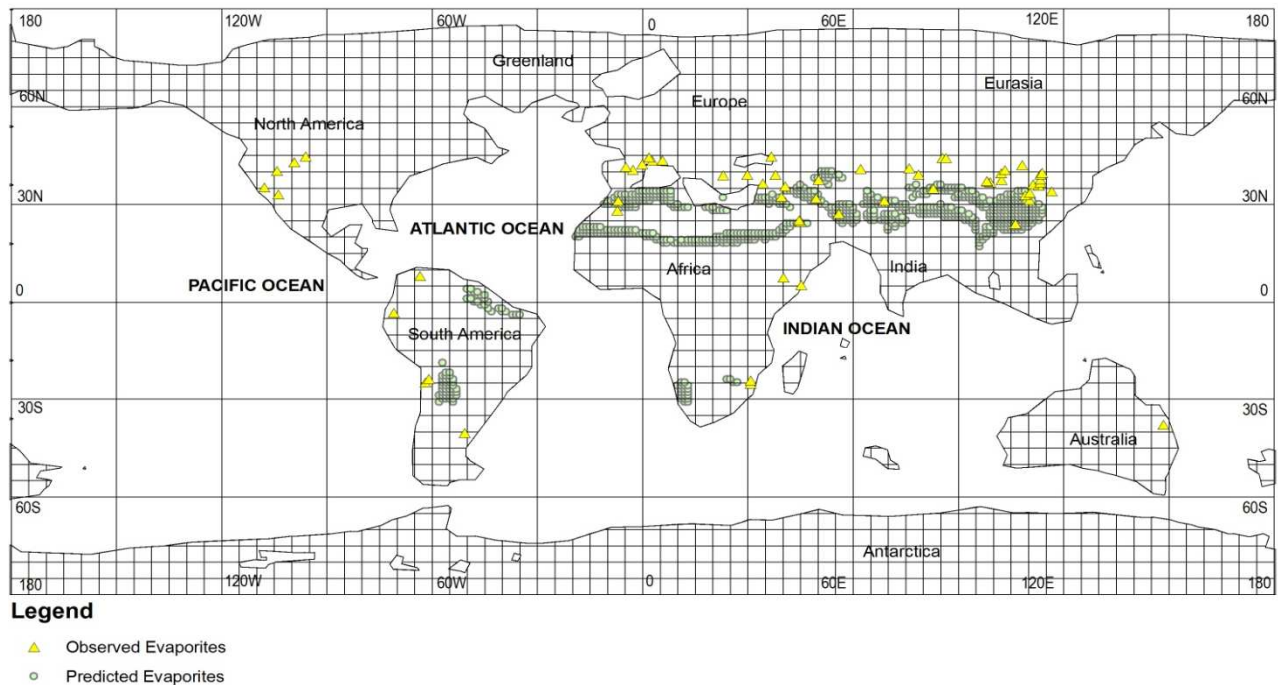 180 120W 60W 0 60E 120E 180
Greenland
Eurasia
Europe
60N 60N
North America
30N 30N
ATLANTIC OCEAN
Africa India
PACIFIC OCEAN
0 0
INDIAN OCEAN
South America
30S 30S
Australia
60S 60S
Antarctica
180 120W 60W 0 60E 120E 180
Legend
Observed Evaporites
Predicted Evaporites